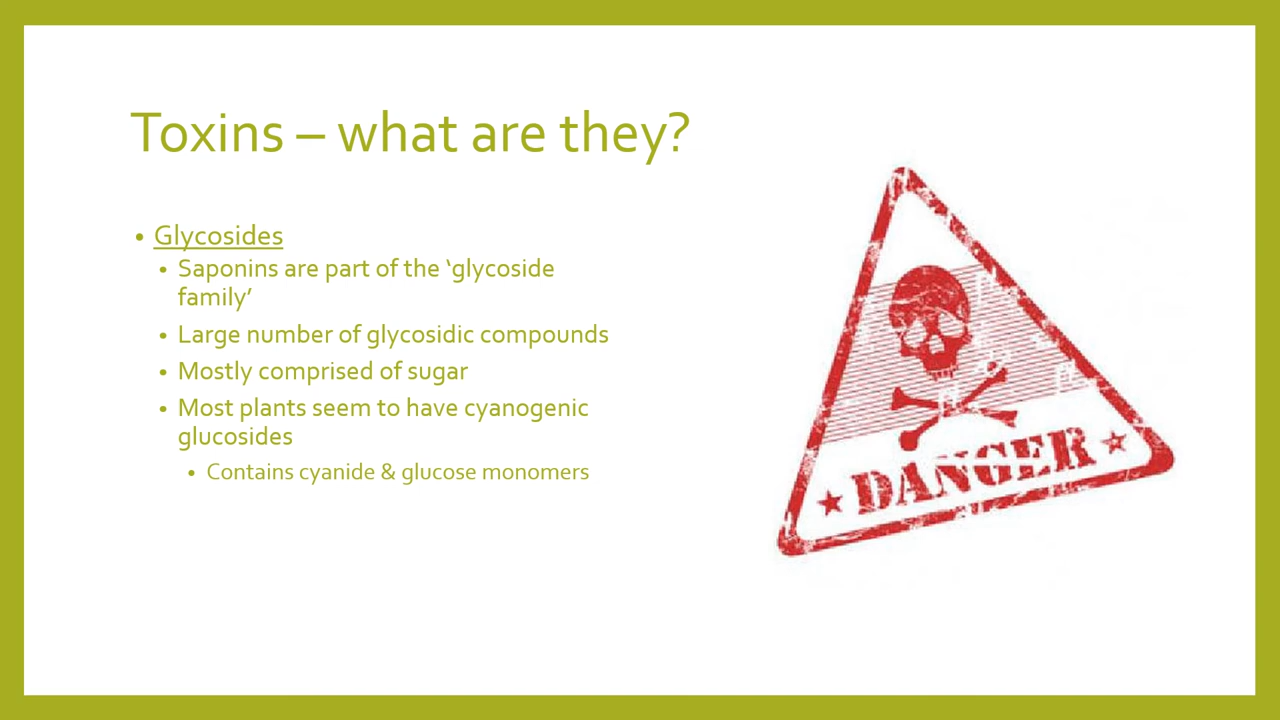 Toxins – what are they?
• Glycosides
• Saponins are part of the ‘glycoside
family’
• Large number of glycosidic compounds
• Mostly comprised of sugar
• Most plants seem to have cyanogenic
glucosides
• Contains cyanide & glucose monomers
★ DANGER ★